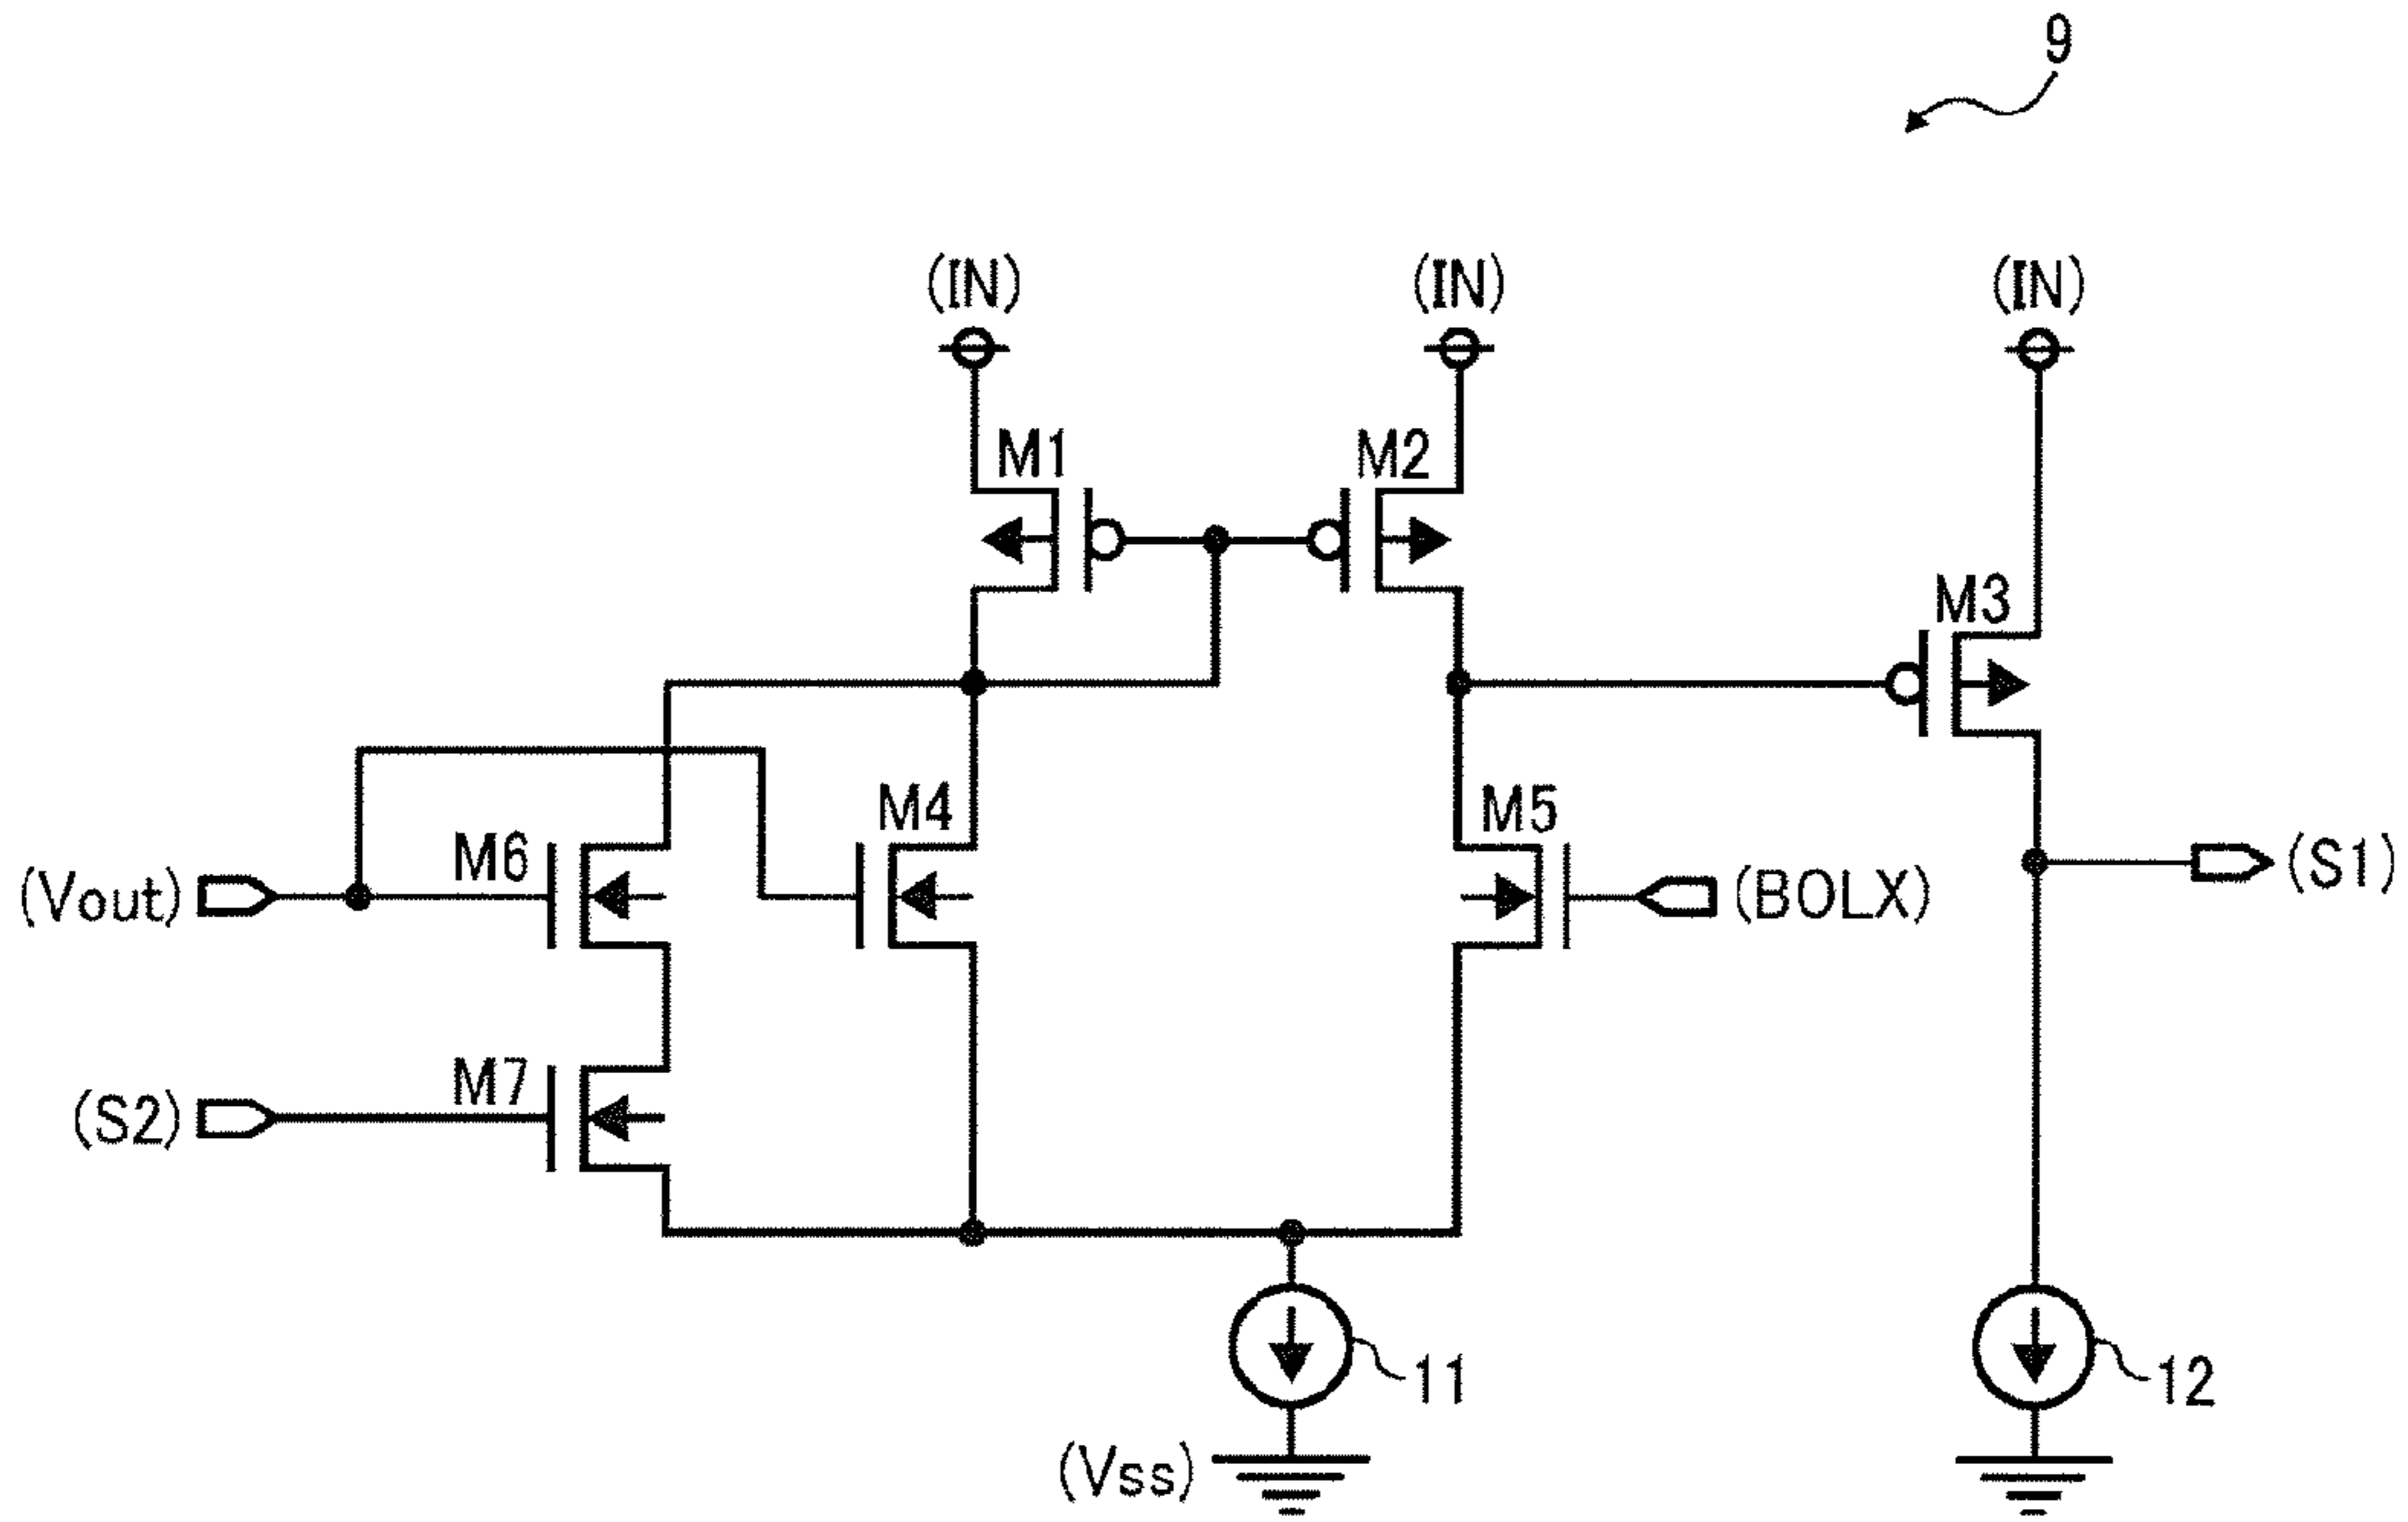 9
(IN) (IN) (IN)
M1 M2
M3
M4 M5
M6
(Vout) (BOLX) (S1)
M7
(S2)
11 12
(Vss)